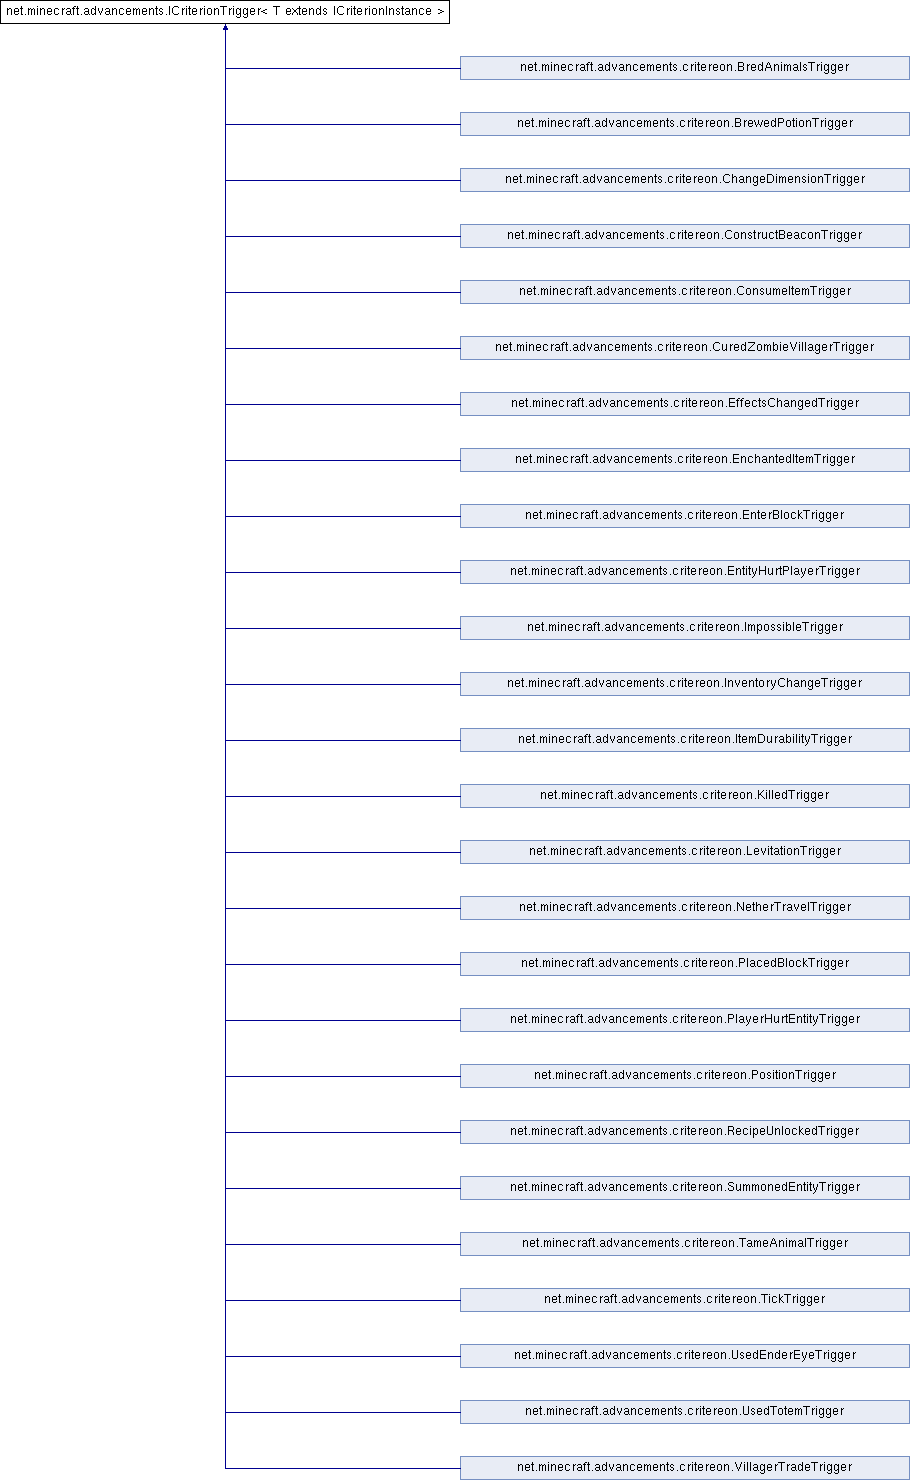 net.minecraft.advancements.ICriterionTrigger< T extends ICriterionInstance >
net.minecraft.advancements.critereon.BredAnimalsTrigger
net.minecraft.advancements.critereon.BrewedPotionTrigger
net.minecraft.advancements.critereon.ChangeDimensionTrigger
net.minecraft.advancements.critereon.ConstructBeaconTrigger
net.minecraft.advancements.critereon.ConsumeItemTrigger
net.minecraft.advancements.critereon.CuredZombieVillagerTrigger
net.minecraft.advancements.critereon.EffectsChangedTrigger
net.minecraft.advancements.critereon.EnchantedItemTrigger
net.minecraft.advancements.critereon.EnterBlockTrigger
net.minecraft.advancements.critereon.EntityHurtPlayerTrigger
net.minecraft.advancements.critereon.ImpossibleTrigger
net.minecraft.advancements.critereon.InventoryChangeTrigger
net.minecraft.advancements.critereon.ItemDurabilityTrigger
net.minecraft.advancements.critereon.KilledTrigger
net.minecraft.advancements.critereon.LevitationTrigger
net.minecraft.advancements.critereon.NetherTravelTrigger
net.minecraft.advancements.critereon.PlacedBlockTrigger
net.minecraft.advancements.critereon.PlayerHurtEntityTrigger
net.minecraft.advancements.critereon.PositionTrigger
net.minecraft.advancements.critereon.RecipeUnlockedTrigger
net.minecraft.advancements.critereon.SummonedEntityTrigger
net.minecraft.advancements.critereon.TameAnimalTrigger
net.minecraft.advancements.critereon.TickTrigger
net.minecraft.advancements.critereon.UsedEnderEyeTrigger
net.minecraft.advancements.critereon.UsedTotemTrigger
net.minecraft.advancements.critereon.VillagerTradeTrigger